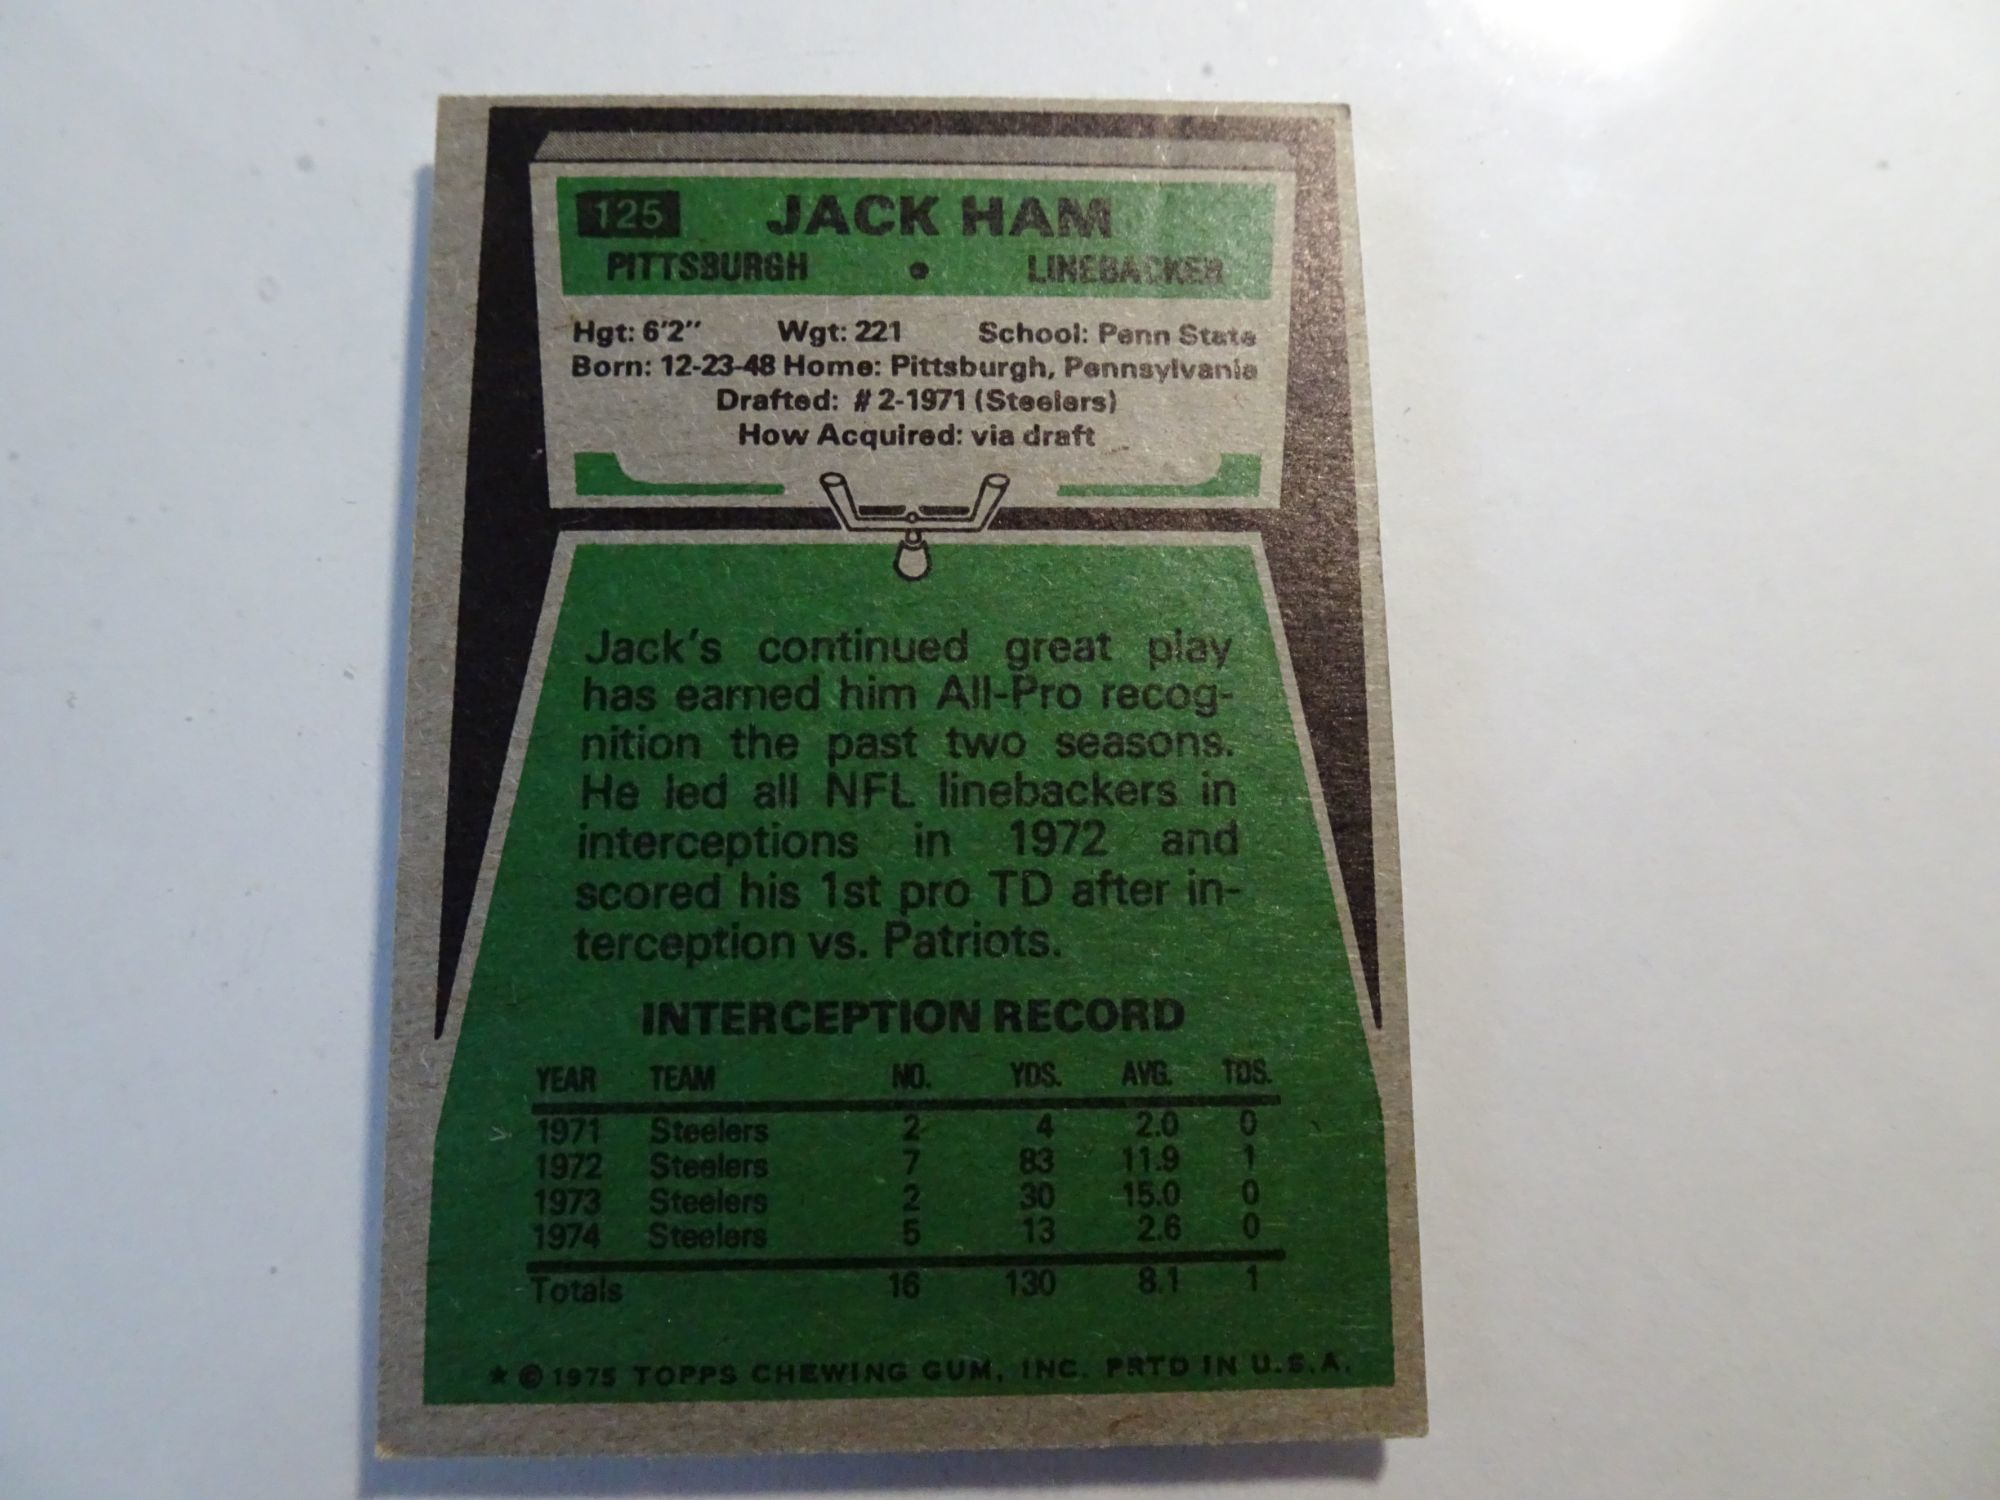 125 JACK HAM
PITTSBURGH • LINEBACKER
Hgt: 6'2" Wgt: 221 School: Penn State
Born: 12-23-48 Home: Pittsburgh, Pennsylvania
Drafted: # 2-1971 (Steelers)
How Acquired: via draft
Jack's continued great play
has earned him All-Pro recog-
nition the past two seasons.
He led all NFL linebackers in
interceptions in 1972 and
scored his 1st pro TD after in-
terception vs. Patriots.
INTERCEPTION RECORD
YEAR TEAM NO. YDS. AVG. TDS.
1971 Steelers 2 4 2.0 0
1972 Steelers 7 83 11.9 1
1973 Steelers 2 30 15.0 0
1974 Steelers 5 13 2.6 0
Totals 16 130 8.1 1
★ © 1975 TOPPS CHEWING GUM, INC. PRTD IN U.S.A.